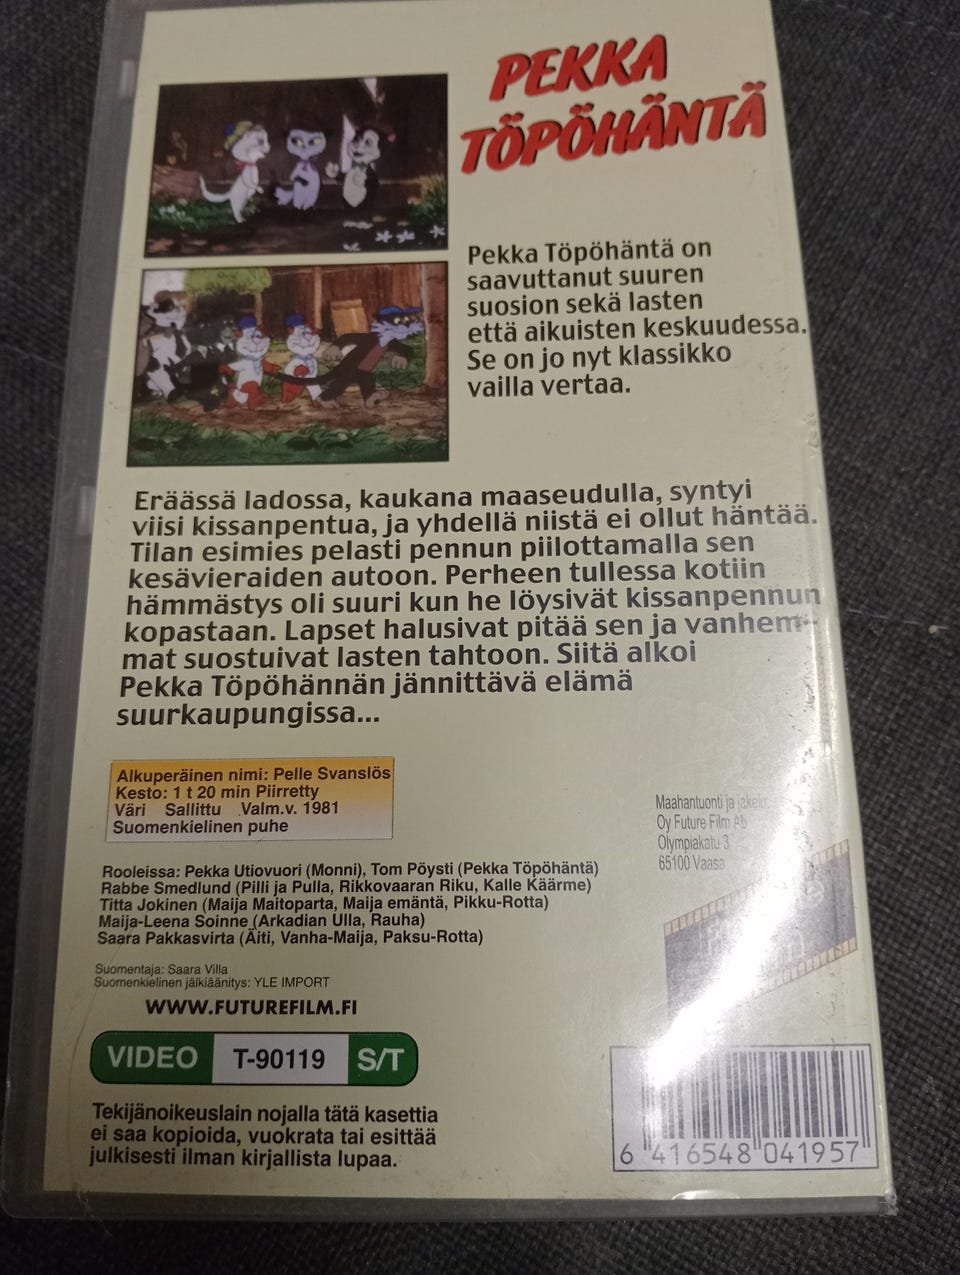 PEKKA
TÖPÖHÄNTÄ
Pekka Töpöhäntä on
saavuttanut suuren
suosion sekä lasten
että aikuisten keskuudessa.
Se on jo nyt klassikko
vailla vertaa.
Eräässä ladossa, kaukana maaseudulla, syntyi
viisi kissanpentua, ja yhdellä niistä ei ollut häntää.
Tilan esimies pelasti pennun piilottamalla sen
kesävieraiden autoon. Perheen tullessa kotiin
hämmästys oli suuri kun he löysivät kissanpennun
kopastaan. Lapset halusivat pitää sen ja vanhem-
mat suostuivat lasten tahtoon. Siitä alkoi
Pekka Töpöhännän jännittävä elämä
suurkaupungissa...
Alkuperäinen nimi: Pelle Svanslös
Kesto: 1 t 20 min Piirretty
Väri Sallittu Valm.v. 1981
Suomenkielinen puhe
Maahantuonti ja jakelu:
Oy Future Film Ab
Olympiakatu 3
65100 Vaasa
Rooleissa: Pekka Utiovuori (Monni), Tom Pöysti (Pekka Töpöhäntä)
Rabbe Smedlund (Pilli ja Pulla, Rikkovaaran Riku, Kalle Käärme)
Titta Jokinen (Maija Maitoparta, Maija emäntä, Pikku-Rotta)
Maija-Leena Soinne (Arkadian Ulla, Rauha)
Saara Pakkasvirta (Äiti, Vanha-Maija, Paksu-Rotta)
Suomentaja: Saara Villa
Suomenkielinen jälkiäänitys: YLE IMPORT
WWW.FUTUREFILM.FI
VIDEO T-90119 S/T
Tekijänoikeuslain nojalla tätä kasettia
ei saa kopioida, vuokrata tai esittää
julkisesti ilman kirjallista lupaa.
6 416548 041957